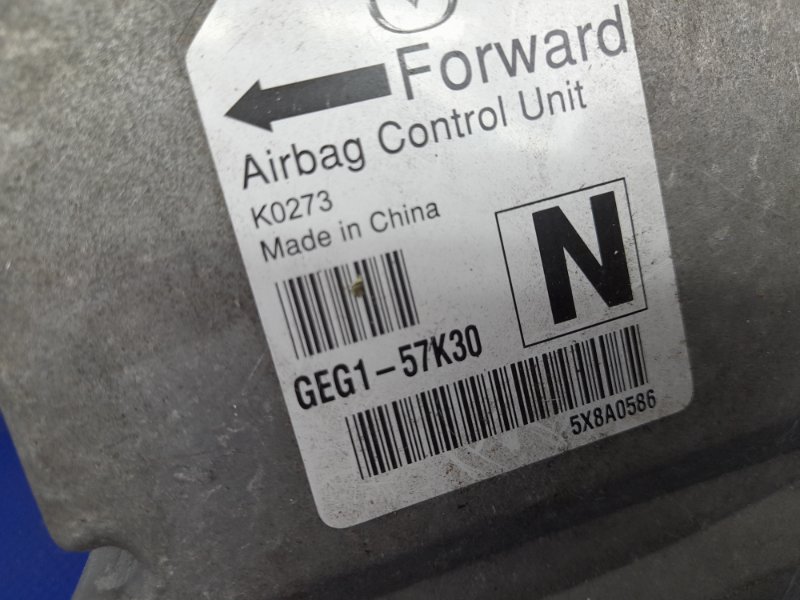 Forward
Airbag Control Unit
K0273
Made in China
N
GEG1-57K30
5X8A0586